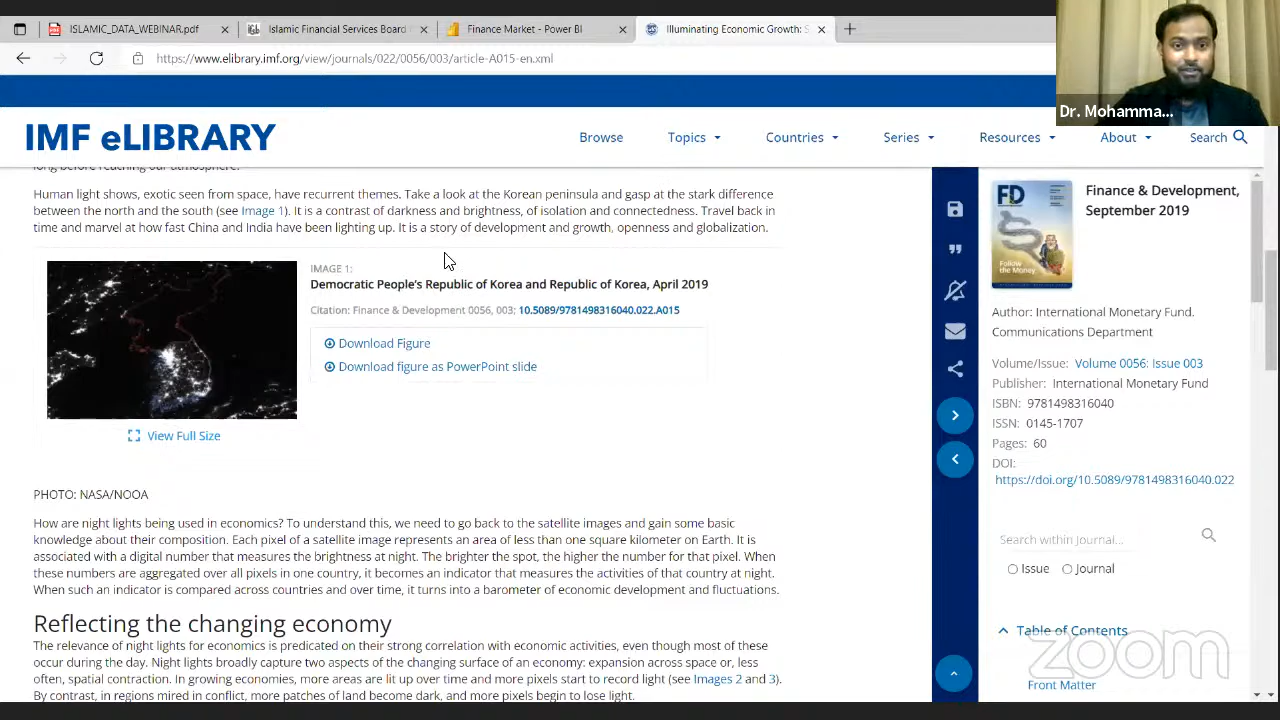 ISLAMIC_DATA_WEBINAR.pdf
Islamic Financial Services Board
Finance Market - Power BI
Illuminating Economic Growth: S
https://www.elibrary.imf.org/view/journals/022/0056/003/article-A015-en.xml
Dr. Mohamma...
IMF eLIBRARY
Browse
Topics
Countries
Series
Resources
About
Search
long before reaching our atmosphere.
Human light shows, exotic seen from space, have recurrent themes. Take a look at the Korean peninsula and gasp at the stark difference
between the north and the south (see Image 1). It is a contrast of darkness and brightness, of isolation and connectedness. Travel back in
time and marvel at how fast China and India have been lighting up. It is a story of development and growth, openness and globalization.
IMAGE 1:
Democratic People's Republic of Korea and Republic of Korea, April 2019
Citation: Finance & Development 0056, 003; 10.5089/9781498316040.022.A015
Download Figure
Download figure as PowerPoint slide
View Full Size
PHOTO: NASA/NOOA
How are night lights being used in economics? To understand this, we need to go back to the satellite images and gain some basic
knowledge about their composition. Each pixel of a satellite image represents an area of less than one square kilometer on Earth. It is
associated with a digital number that measures the brightness at night. The brighter the spot, the higher the number for that pixel. When
these numbers are aggregated over all pixels in one country, it becomes an indicator that measures the activities of that country at night.
When such an indicator is compared across countries and over time, it turns into a barometer of economic development and fluctuations.
Reflecting the changing economy
The relevance of night lights for economics is predicated on their strong correlation with economic activities, even though most of these
occur during the day. Night lights broadly capture two aspects of the changing surface of an economy: expansion across space or, less
often, spatial contraction. In growing economies, more areas are lit up over time and more pixels start to record light (see Images 2 and 3).
By contrast, in regions mired in conflict, more patches of land become dark, and more pixels begin to lose light.
FD
Follow
the Money
Finance & Development,
September 2019
Author: International Monetary Fund.
Communications Department
Volume/Issue: Volume 0056: Issue 003
Publisher: International Monetary Fund
ISBN: 9781498316040
ISSN: 0145-1707
Pages: 60
DOI:
https://doi.org/10.5089/9781498316040.022
Search within Journal...
Issue
Journal
Table of Contents
Front Matter
zoom